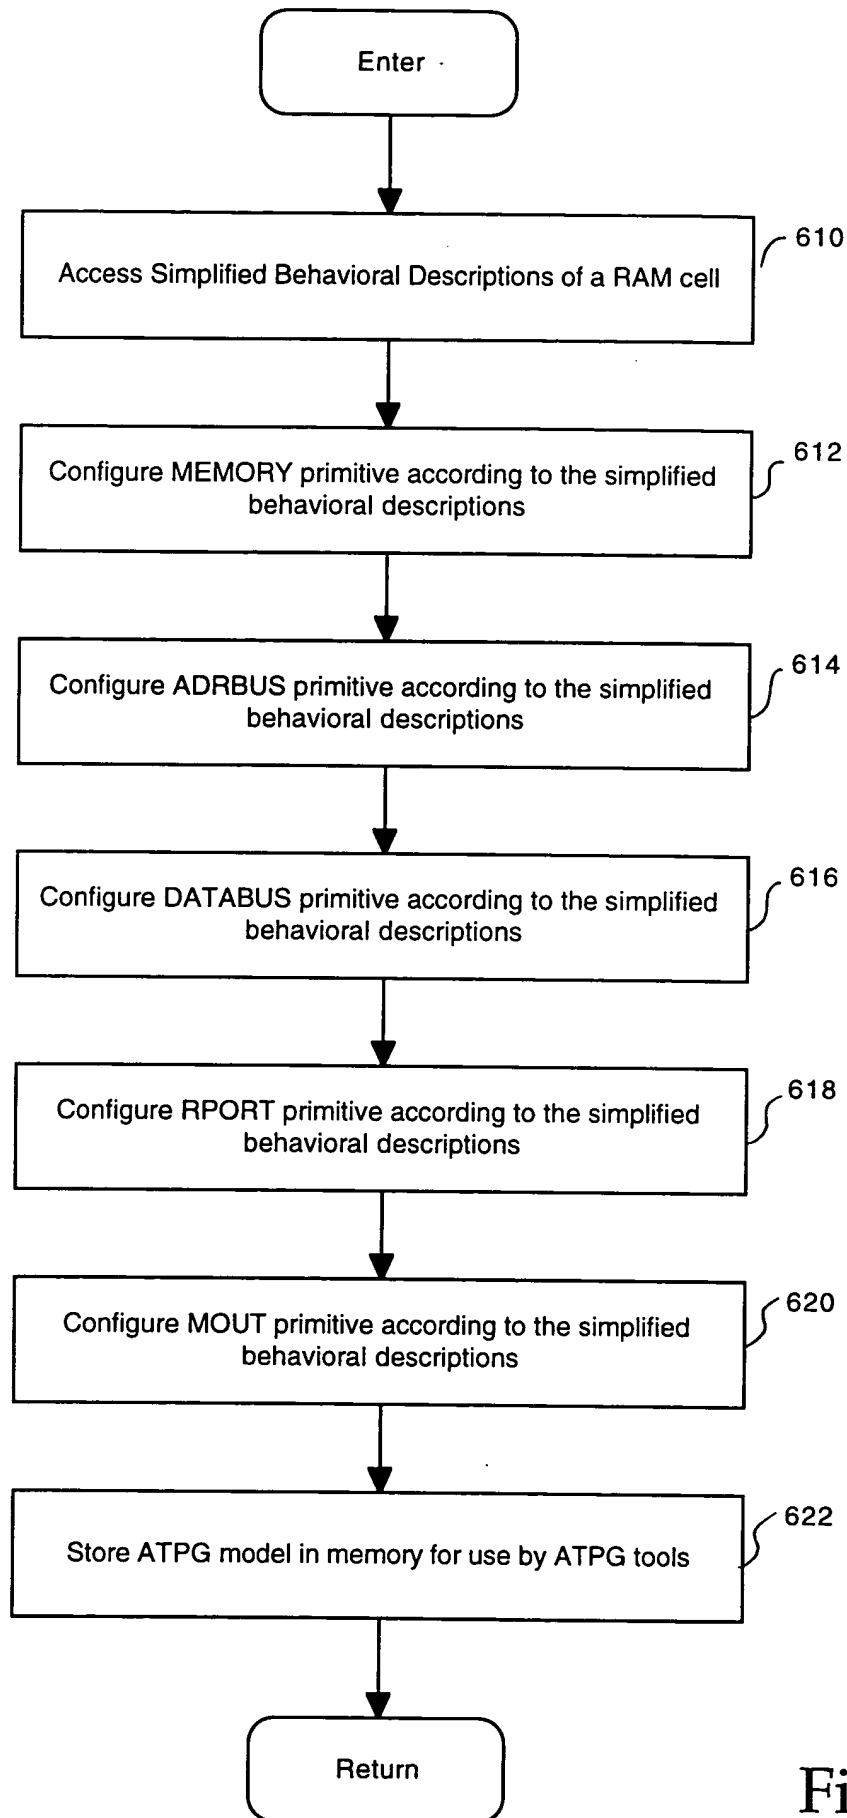 Enter
Access Simplified Behavioral Descriptions of a RAM cell
610
Configure MEMORY primitive according to the simplified
behavioral descriptions
612
Configure ADRBUS primitive according to the simplified
behavioral descriptions
614
Configure DATABUS primitive according to the simplified
behavioral descriptions
616
Configure RPORT primitive according to the simplified
behavioral descriptions
618
Configure MOUT primitive according to the simplified
behavioral descriptions
620
Store ATPG model in memory for use by ATPG tools
622
Return
Fi